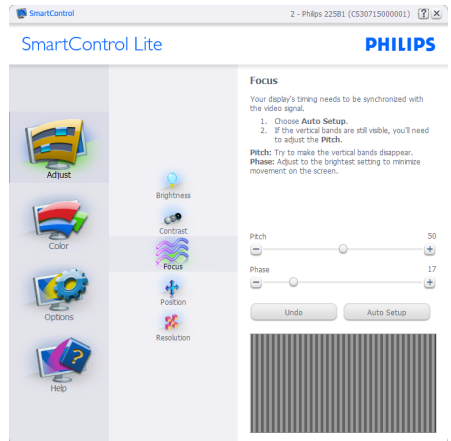 SmartControl
2 - Philips 225B1 (CS30715000001)
?
X
SmartControl Lite
PHILIPS
Adjust
Color
Options
?
Help
Brightness
Contrast
Focus
Position
Resolution
Focus
Your display's timing needs to be synchronized with
the video signal.
1. Choose Auto Setup.
2. If the vertical bands are still visible, you'll need
to adjust the Pitch.
Pitch: Try to make the vertical bands disappear.
Phase: Adjust to the brightest setting to minimize
movement on the screen.
Pitch 50
Phase 17
Undo
Auto Setup